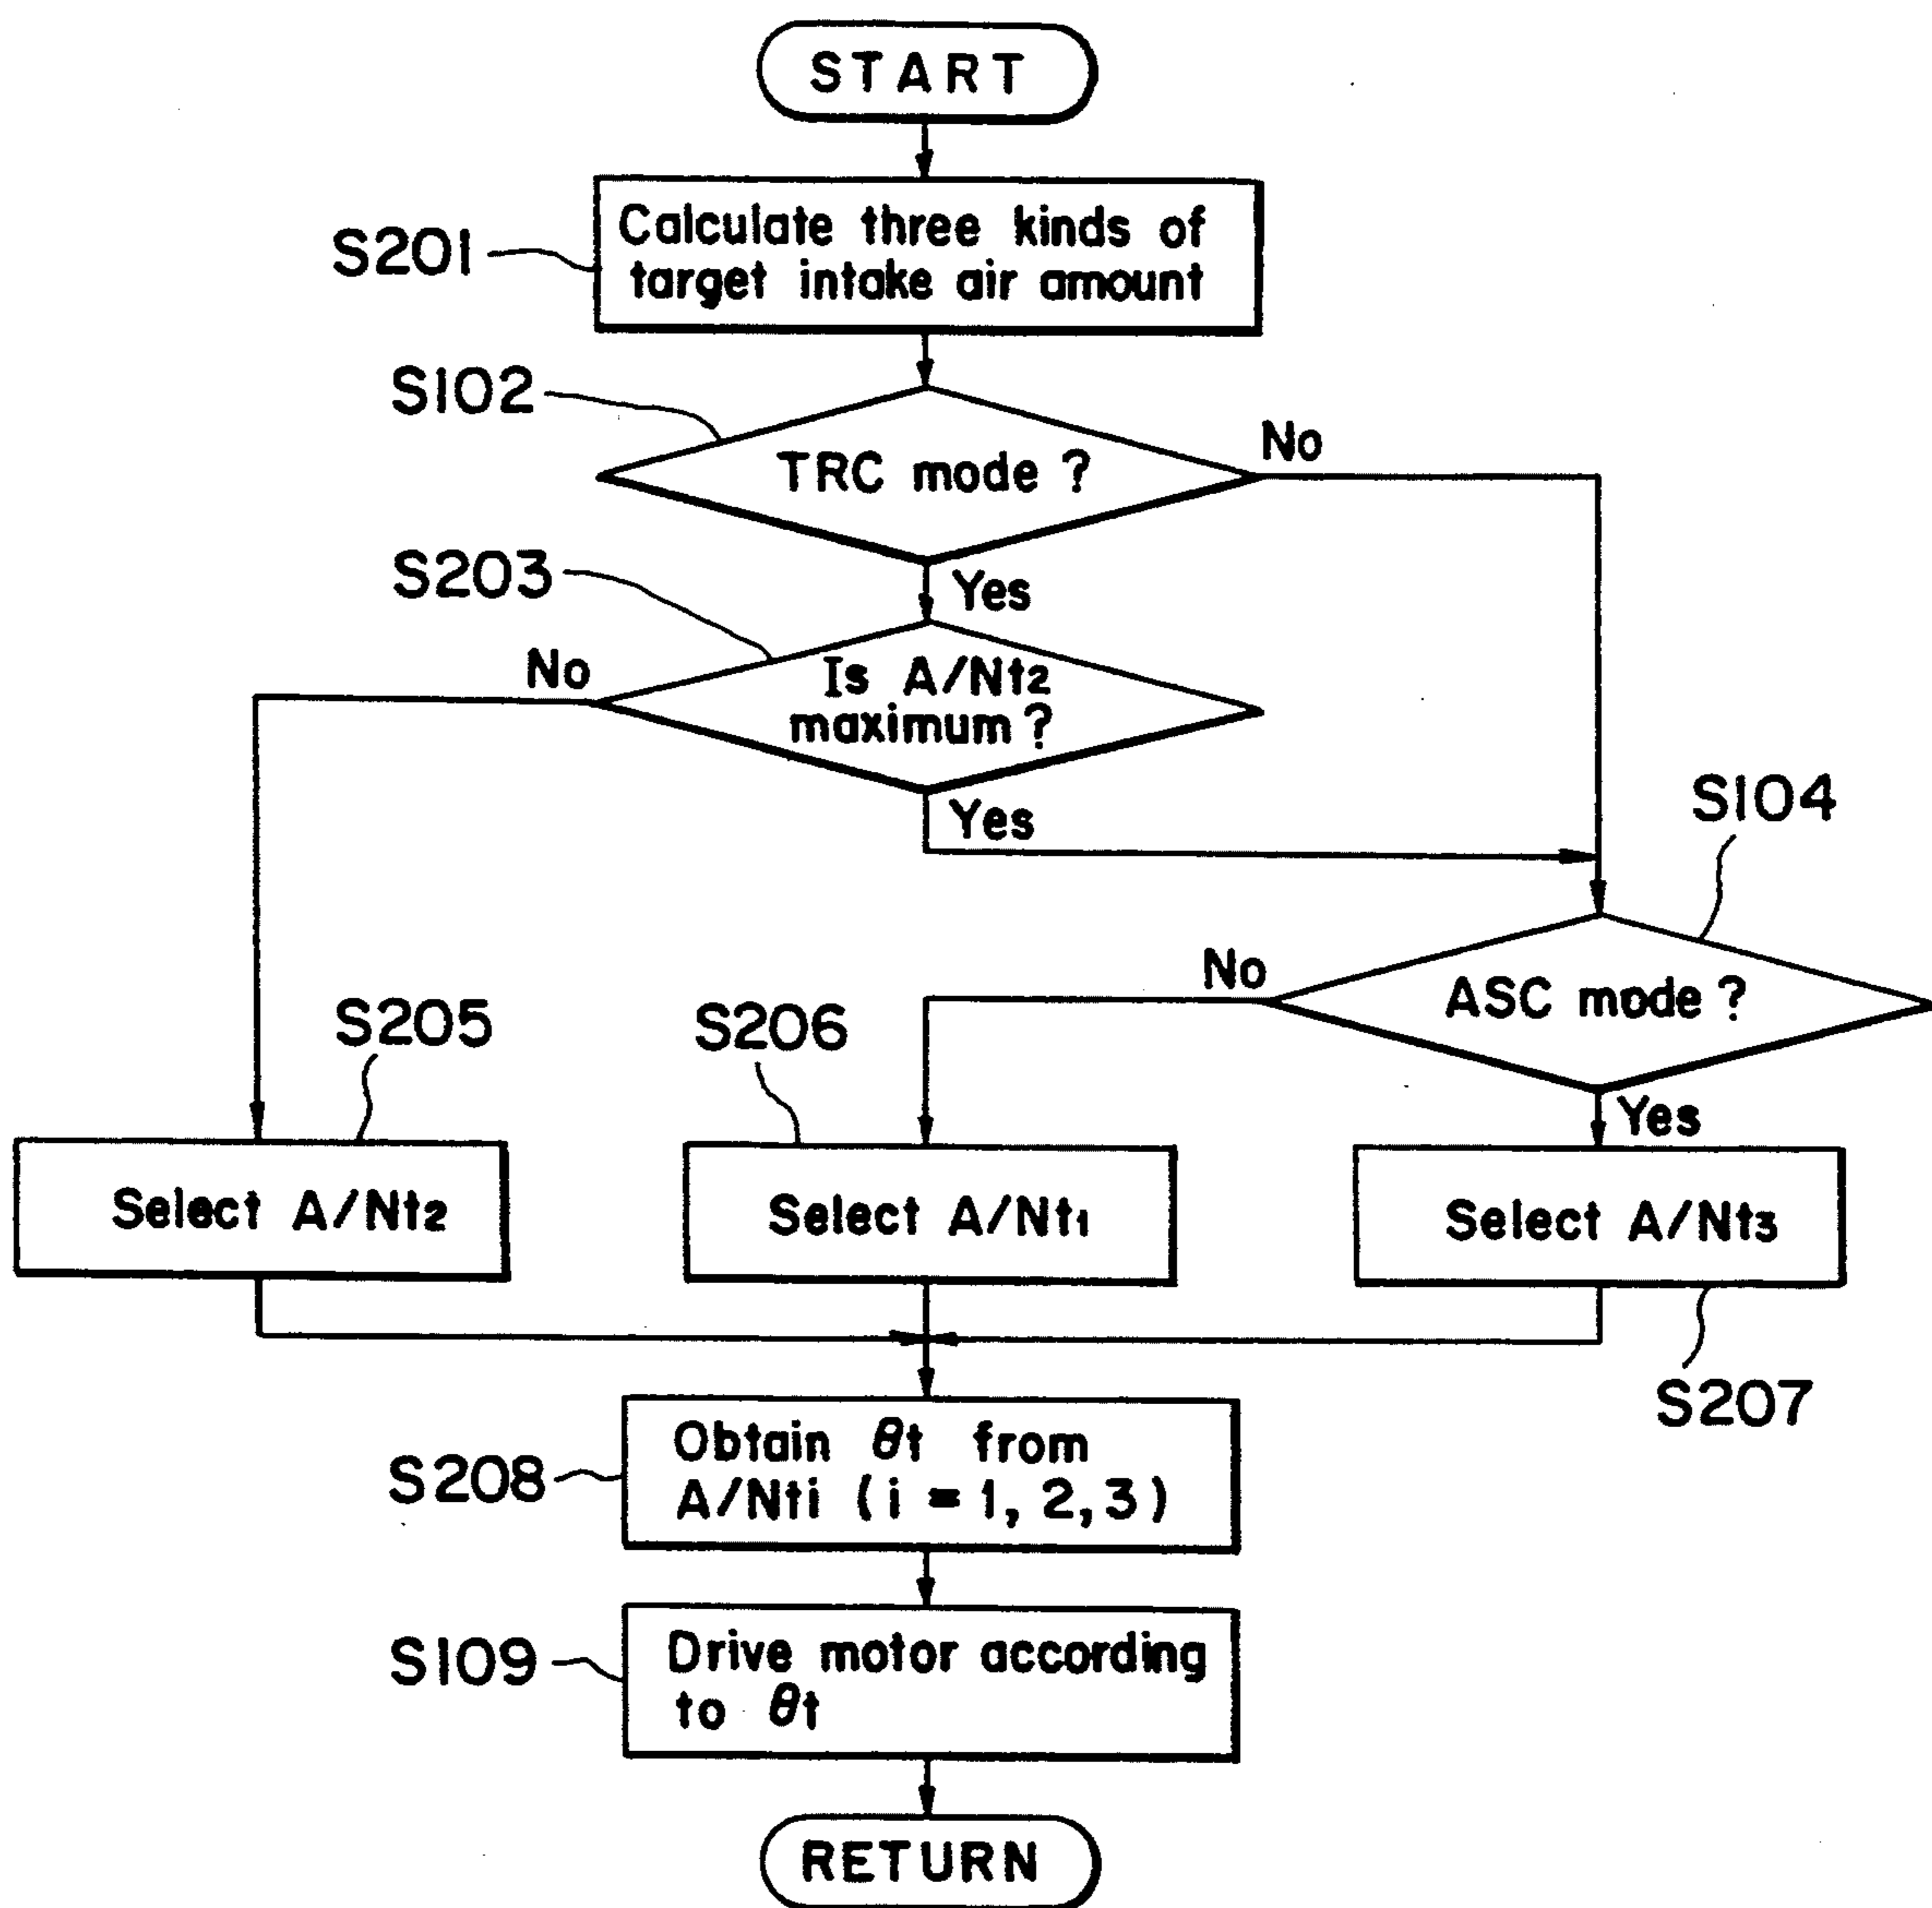 START
S201
Calculate three kinds of
target intake air amount
S102
TRC mode ?
No
Yes
S203
No
Is A/Nt2
maximum ?
Yes
S104
No
ASC mode ?
Yes
S205
S206
Select A/Nt2
Select A/Nt1
Select A/Nt3
S207
S208
Obtain θt from
A/Nti (i = 1, 2, 3)
S109
Drive motor according
to θt
RETURN